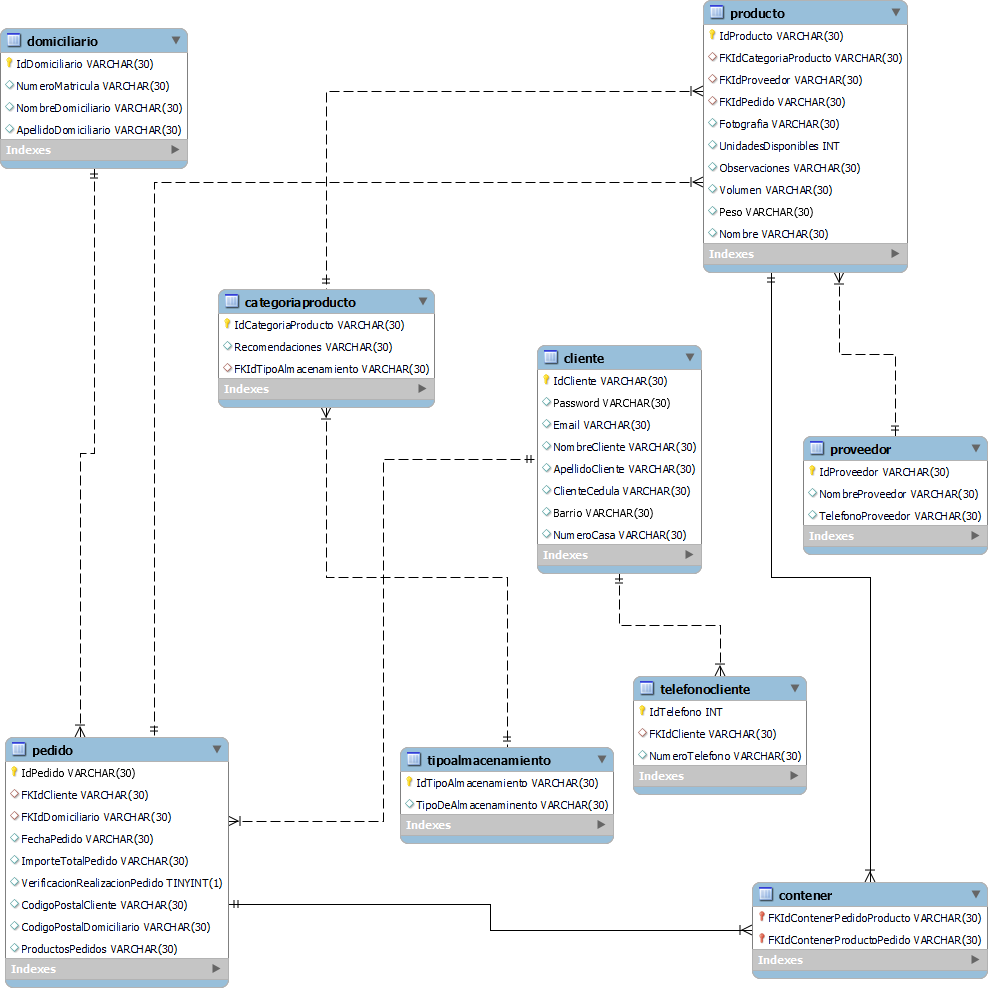 domiciliario
IdDomiciliario VARCHAR(30)
NumeroMatricula VARCHAR(30)
NombreDomiciliario VARCHAR(30)
ApellidoDomiciliario VARCHAR(30)
Indexes
producto
IdProducto VARCHAR(30)
FKIdCategoriaProducto VARCHAR(30)
FKIdProveedor VARCHAR(30)
FKIdPedido VARCHAR(30)
Fotografia VARCHAR(30)
UnidadesDisponibles INT
Observaciones VARCHAR(30)
Volumen VARCHAR(30)
Peso VARCHAR(30)
Nombre VARCHAR(30)
Indexes
categoriaproducto
IdCategoriaProducto VARCHAR(30)
Recomendaciones VARCHAR(30)
FKIdTipoAlmacenamiento VARCHAR(30)
Indexes
cliente
IdCliente VARCHAR(30)
Password VARCHAR(30)
Email VARCHAR(30)
NombreCliente VARCHAR(30)
ApellidoCliente VARCHAR(30)
ClienteCedula VARCHAR(30)
Barrio VARCHAR(30)
NumeroCasa VARCHAR(30)
Indexes
proveedor
IdProveedor VARCHAR(30)
NombreProveedor VARCHAR(30)
TelefonoProveedor VARCHAR(30)
Indexes
telefonocliente
IdTelefono INT
FKIdCliente VARCHAR(30)
NumeroTelefono VARCHAR(30)
Indexes
pedido
IdPedido VARCHAR(30)
FKIdCliente VARCHAR(30)
FKIdDomiciliario VARCHAR(30)
FechaPedido VARCHAR(30)
ImporteTotalPedido VARCHAR(30)
VerificacionRealizacionPedido TINYINT(1)
CodigoPostalCliente VARCHAR(30)
CodigoPostalDomiciliario VARCHAR(30)
ProductosPedidos VARCHAR(30)
Indexes
tipoalmacenamiento
IdTipoAlmacenamiento VARCHAR(30)
TipoDeAlmacenaminento VARCHAR(30)
Indexes
contener
FKIdContenerPedidoProducto VARCHAR(30)
FKIdContenerProductoPedido VARCHAR(30)
Indexes